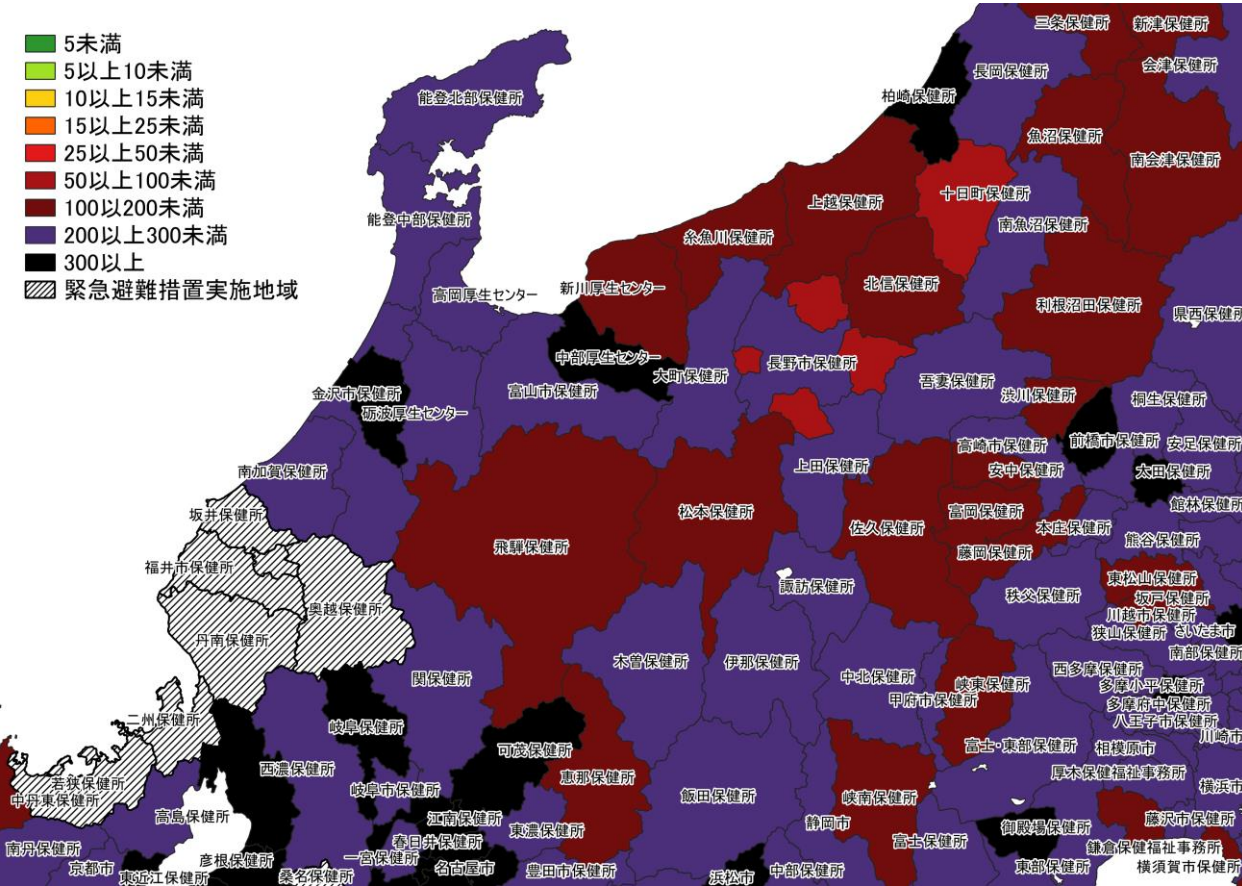 5未満
5以上10未満
10以上15未満
15以上25未満
25以上50未満
50以上100未満
100以200未満
200以上300未満
300以上
緊急避難措置実施地域
能登北部保健所
能登中部保健所
高岡厚生センター
新川厚生センター
中部厚生センター
富山市保健所
砺波厚生センター
金沢市保健所
南加賀保健所
坂井保健所
福井市保健所
奥越保健所
丹南保健所
二州保健所
若狭保健所
中丹東保健所
高島保健所
南丹保健所
京都市
東近江保健所
彦根保健所
桑名保健所
西濃保健所
岐阜保健所
岐阜市保健所
関保健所
可茂保健所
江南保健所
春日井保健所
一宮保健所
名古屋市
東濃保健所
恵那保健所
豊田市保健所
飛騨保健所
松本保健所
木曽保健所
伊那保健所
飯田保健所
諏訪保健所
浜松市
中部保健所
静岡市
富士保健所
御殿場保健所
東部保健所
峡南保健所
中北保健所
甲府市保健所
峡東保健所
富士・東部保健所
三条保健所
新津保健所
会津保健所
長岡保健所
柏崎保健所
魚沼保健所
南会津保健所
十日町保健所
南魚沼保健所
上越保健所
糸魚川保健所
北信保健所
長野市保健所
大町保健所
上田保健所
佐久保健所
利根沼田保健所
県西保健所
吾妻保健所
渋川保健所
桐生保健所
前橋市保健所
安足保健所
高崎市保健所
安中保健所
太田保健所
館林保健所
富岡保健所
藤岡保健所
本庄保健所
熊谷保健所
秩父保健所
東松山保健所
坂戸保健所
川越市保健所
狭山保健所
さいたま市
南部保健所
西多摩保健所
多摩小平保健所
多摩府中保健所
八王子市保健所
川崎市
相模原市
厚木保健福祉事務所
横浜市
藤沢市保健所
鎌倉保健福祉事務所
横須賀市保健所